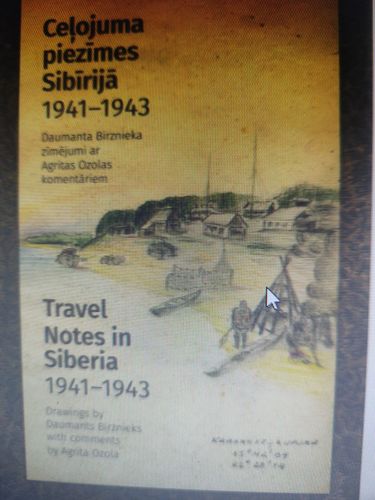 Ceļojuma
piezīmes
Sibīrijā
1941–1943
Daumanta Birznieka
zīmējumi ar
Agritas Ozolas
komentāriem
Travel
Notes in
Siberia
1941–1943
Drawings by
Daumants Birznieks
with comments
by Agrita Ozola